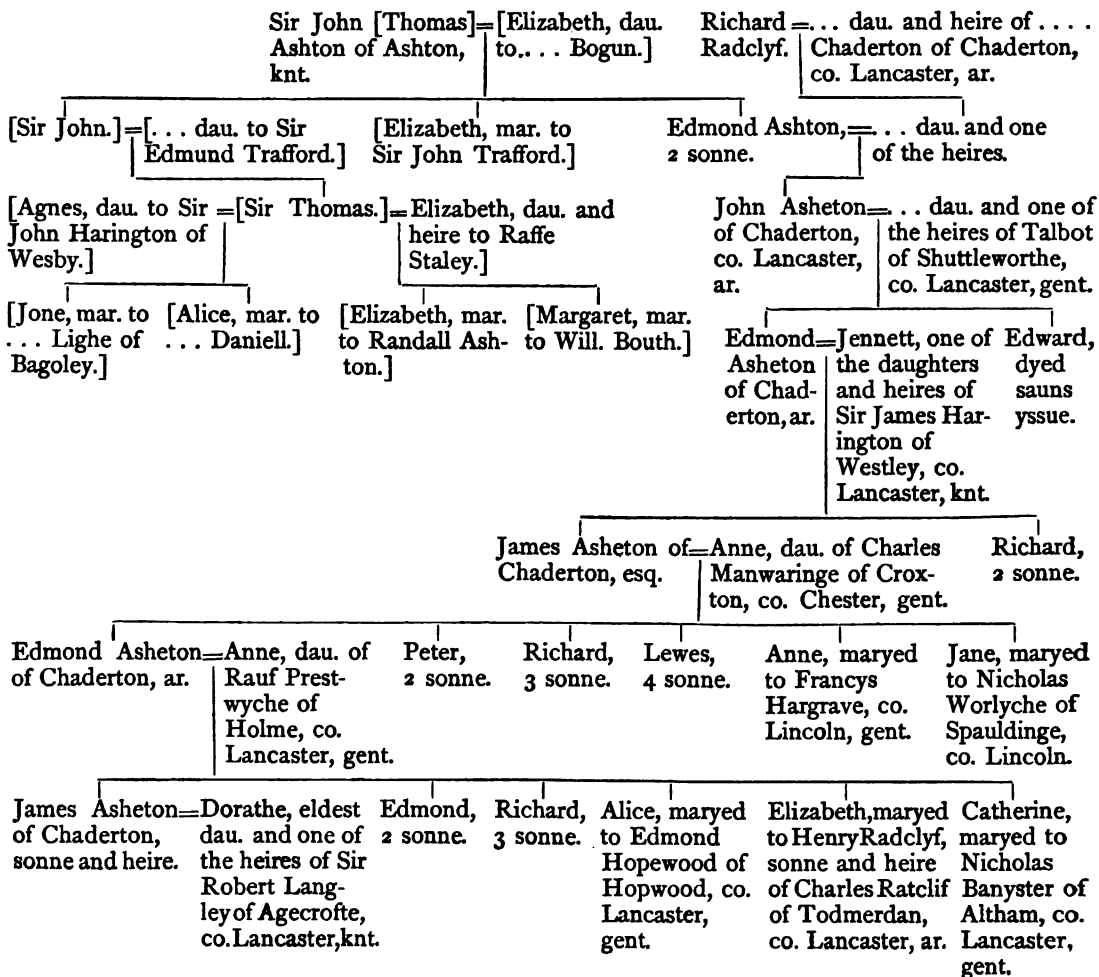 Sir John [Thomas]=[Elizabeth, dau.
Ashton of Ashton, to. . . . Bogun.]
knt.
Richard =. . . dau. and heire of . . . .
Radclyf. Chaderton of Chaderton,
co. Lancaster, ar.
[Sir John.]=[. . . dau. to Sir
Edmund Trafford.]
[Elizabeth, mar. to
Sir John Trafford.]
Edmond Ashton,=. . . dau. and one
2 sonne. of the heires.
[Agnes, dau. to Sir =[Sir Thomas.]=Elizabeth, dau. and
John Harington of heire to Raffe
Wesby.] Staley.]
John Asheton=. . . dau. and one of
of Chaderton, the heires of Talbot
co. Lancaster, of Shuttleworthe,
ar. co. Lancaster, gent.
[Jone, mar. to
. . . Lighe of
Bagoley.]
[Alice, mar. to
. . . Daniell.]
[Elizabeth, mar.
to Randall Ash-
ton.]
[Margaret, mar.
to Will. Bouth.]
Edmond=Jennett, one of
Asheton the daughters
of Chad- and heires of
erton, ar. Sir James Har-
ington of
Westley, co.
Lancaster, knt.
Edward,
dyed
sauns
yssue.
James Asheton of=Anne, dau. of Charles
Chaderton, esq. Manwaringe of Crox-
ton, co. Chester, gent.
Richard,
2 sonne.
Edmond Asheton=Anne, dau. of
of Chaderton, ar. Rauf Prest-
wyche of
Holme, co.
Lancaster, gent.
Peter,
2 sonne.
Richard,
3 sonne.
Lewes,
4 sonne.
Anne, maryed
to Francys
Hargrave, co.
Lincoln, gent.
Jane, maryed
to Nicholas
Worlyche of
Spauldinge,
co. Lincoln.
James Asheton=Dorathe, eldest
of Chaderton, dau. and one of
sonne and heire. the heires of Sir
Robert Lang-
ley of Agecrofte,
co. Lancaster, knt.
Edmond,
2 sonne.
Richard,
3 sonne.
Alice, maryed
to Edmond
Hopewood of
Hopwood, co.
Lancaster,
gent.
Elizabeth, maryed
to Henry Radclyf,
sonne and heire
of Charles Ratclif
of Todmerdan,
co. Lancaster, ar.
Catherine,
maryed to
Nicholas
Banyster of
Altham, co.
Lancaster,
gent.